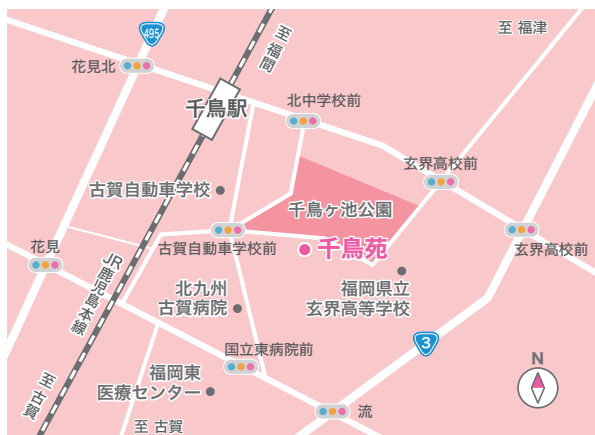 495
至 福間
至 福津
花見北
千鳥駅
北中学校前
玄界高校前
古賀自動車学校
千鳥ヶ池公園
花見
古賀自動車学校前
千鳥苑
玄界高校前
JR鹿児島本線
北九州
古賀病院
福岡県立
玄界高等学校
3
国立東病院前
N
至 古賀
福岡東
医療センター
流
至 古賀